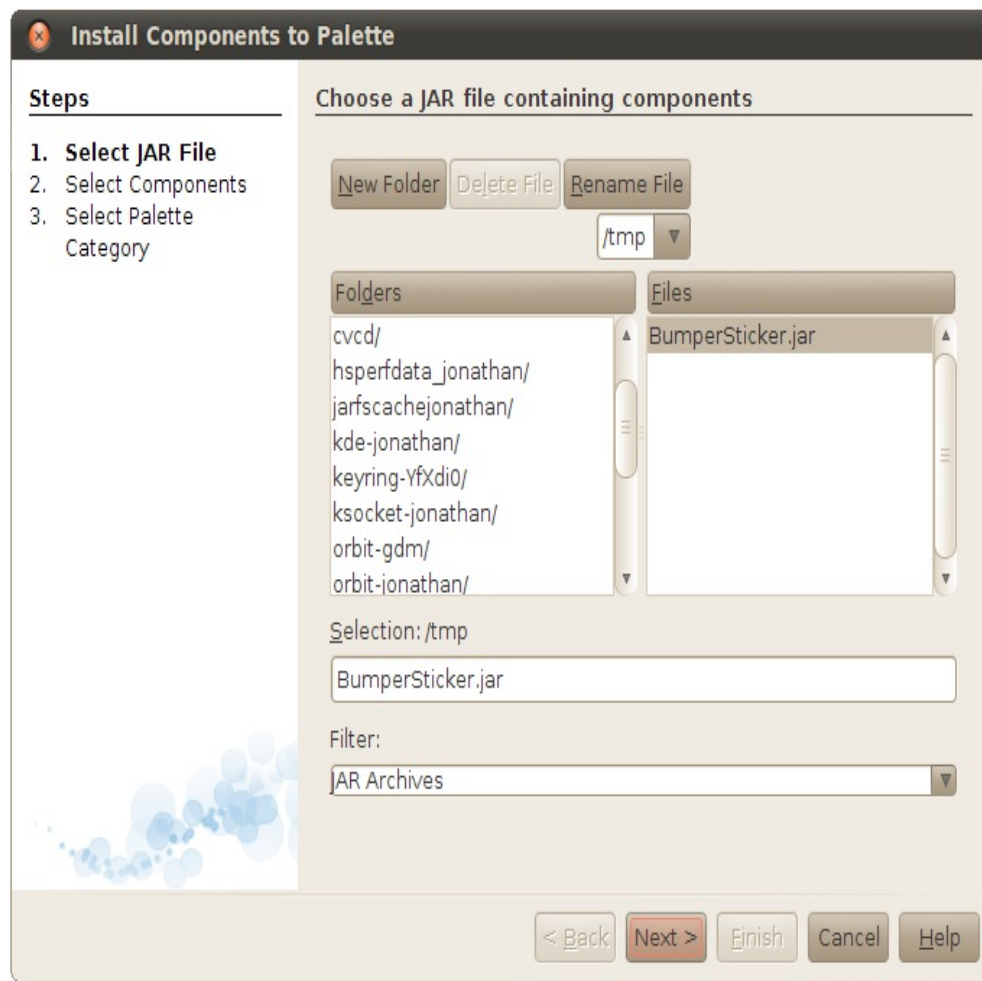 Install Components to Palette
Steps
1. Select JAR File
2. Select Components
3. Select Palette
Category
Choose a JAR file containing components
New Folder Delete File Rename File
/tmp
Folders
cvcd/
hsperfdata_jonathan/
jarfscachejonathan/
kde-jonathan/
keyring-YfXdi0/
ksocket-jonathan/
orbit-gdm/
orbit-jonathan/
Files
BumperSticker.jar
Selection: /tmp
BumperSticker.jar
Filter:
JAR Archives
< Back Next > Finish Cancel Help